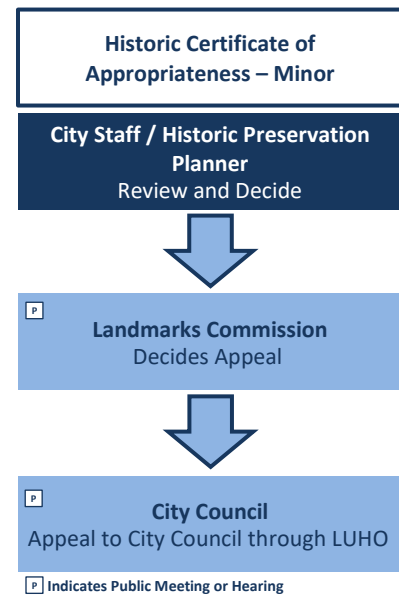 Historic Certificate of
Appropriateness – Minor
City Staff / Historic Preservation
Planner
Review and Decide
P
Landmarks Commission
Decides Appeal
P
City Council
Appeal to City Council through LUHO
P Indicates Public Meeting or Hearing